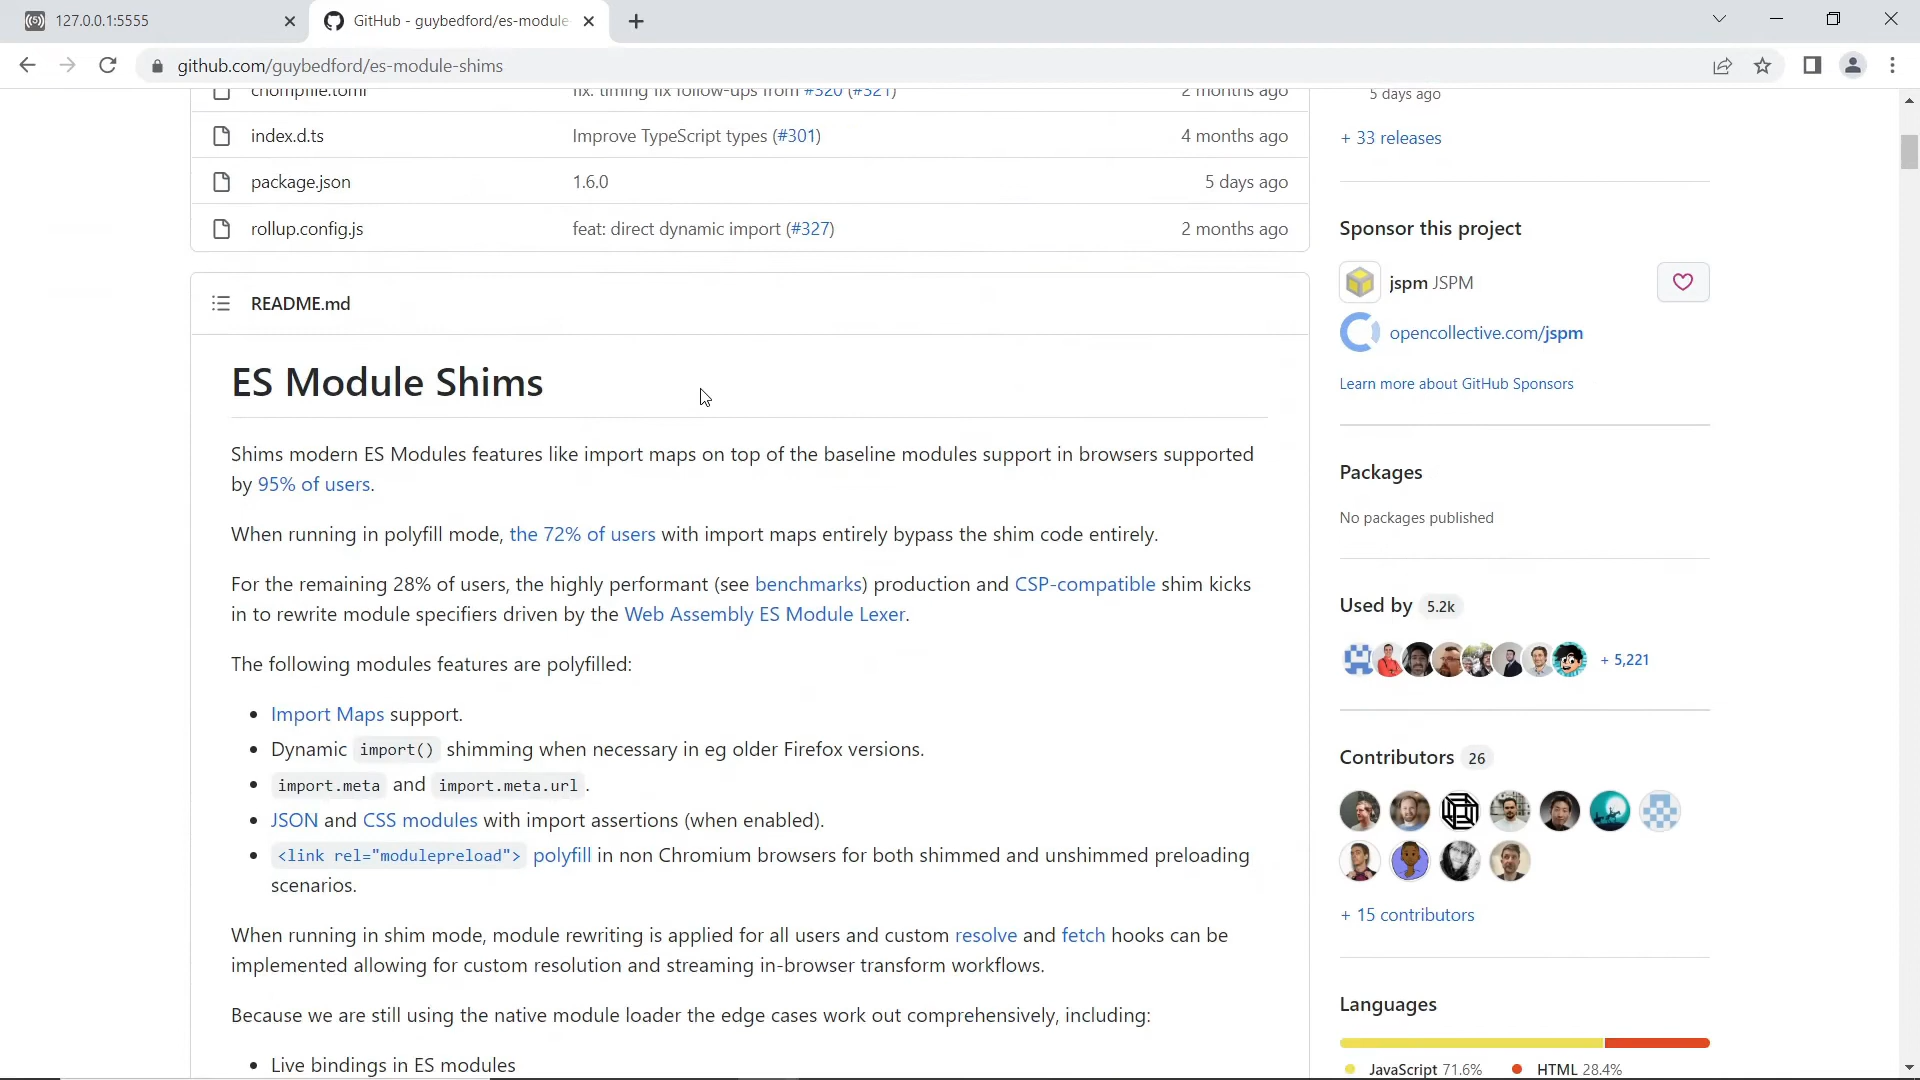 127.0.0.1:5555
GitHub - guybedford/es-module-
github.com/guybedford/es-module-shims
chompfile.toml fix: timing fix follow-ups from #320 (#321) 2 months ago
index.d.ts Improve TypeScript types (#301) 4 months ago
package.json 1.6.0 5 days ago
rollup.config.js feat: direct dynamic import (#327) 2 months ago
README.md
ES Module Shims
Shims modern ES Modules features like import maps on top of the baseline modules support in browsers supported
by 95% of users.
When running in polyfill mode, the 72% of users with import maps entirely bypass the shim code entirely.
For the remaining 28% of users, the highly performant (see benchmarks) production and CSP-compatible shim kicks
in to rewrite module specifiers driven by the Web Assembly ES Module Lexer.
The following modules features are polyfilled:
• Import Maps support.
• Dynamic import() shimming when necessary in eg older Firefox versions.
• import.meta and import.meta.url .
• JSON and CSS modules with import assertions (when enabled).
• <link rel="modulepreload"> polyfill in non Chromium browsers for both shimmed and unshimmed preloading
scenarios.
When running in shim mode, module rewriting is applied for all users and custom resolve and fetch hooks can be
implemented allowing for custom resolution and streaming in-browser transform workflows.
Because we are still using the native module loader the edge cases work out comprehensively, including:
• Live bindings in ES modules
5 days ago
+ 33 releases
Sponsor this project
jspm JSPM
opencollective.com/jspm
Learn more about GitHub Sponsors
Packages
No packages published
Used by 5.2k
+ 5,221
Contributors 26
+ 15 contributors
Languages
JavaScript 71.6% HTML 28.4%